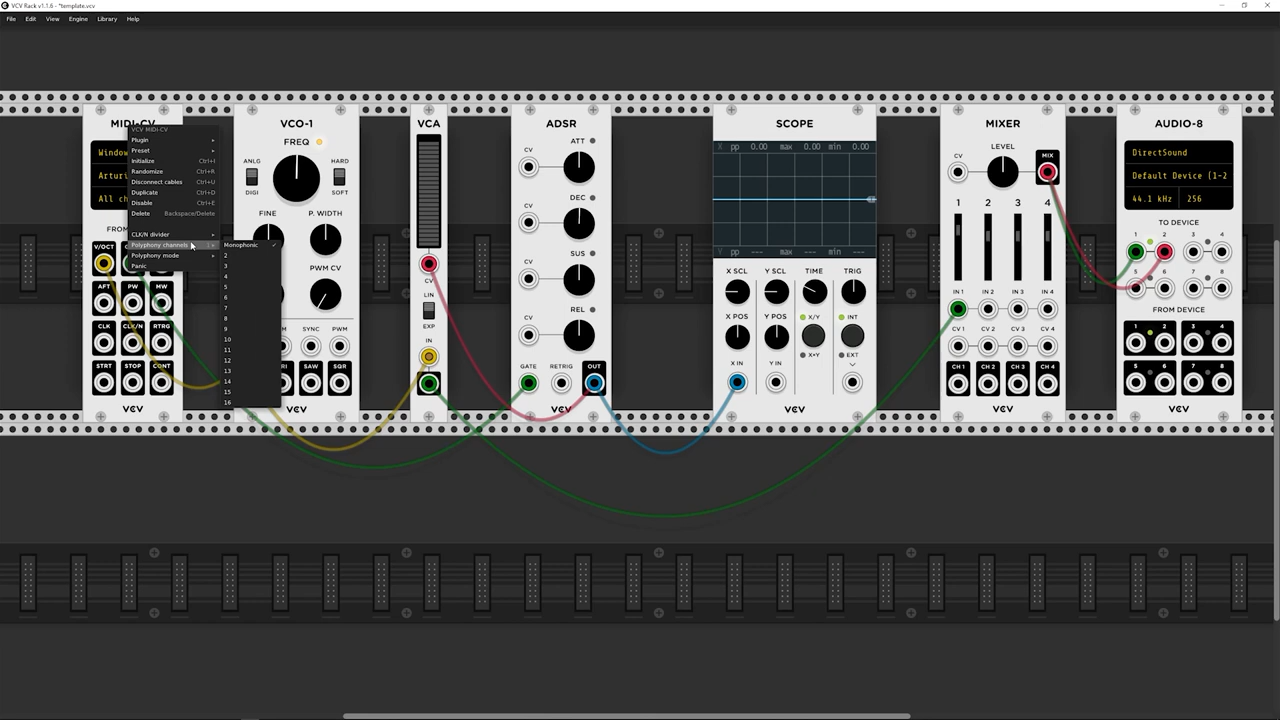 VCV Rack v1.1.6 - *template.vcv
File Edit View Engine Library Help
MIDI-CV
Window
Arturi
All ch
FROM
V/OCT
AFT PW MW
CLK CLK/N RTRG
STRT STOP CONT
VCV
VCV MIDI-CV
Plugin
Preset
Initialize Ctrl+I
Randomize Ctrl+R
Disconnect cables Ctrl+U
Duplicate Ctrl+D
Disable Ctrl+E
Delete Backspace/Delete
CLK/N divider
Polyphony channels
Polyphony mode
Panic
Monophonic ✓
2
3
4
5
6
7
8
9
10
11
12
13
14
15
16
VCO-1
FREQ
ANLG HARD
DIGI SOFT
FINE P. WIDTH
PWM CV
SYNC PWM
SAW SQR
VCV
VCA
CV
LIN
EXP
IN
ADSR
ATT
CV
DEC
CV
SUS
CV
REL
CV
GATE RETRIG OUT
VCV
SCOPE
X pp 0.00 max 0.00 min 0.00
Y pp --- max --- min ---
X SCL Y SCL TIME TRIG
X POS Y POS X/Y INT
X×Y EXT
X IN Y IN
VCV
MIXER
LEVEL
CV MIX
1 2 3 4
IN 1 IN 2 IN 3 IN 4
CV 1 CV 2 CV 3 CV 4
CH 1 CH 2 CH 3 CH 4
VCV
AUDIO-8
DirectSound
Default Device (1-2
44.1 kHz 256
TO DEVICE
1 2 3 4
5 6 7 8
FROM DEVICE
1 2 3 4
5 6 7 8
VCV